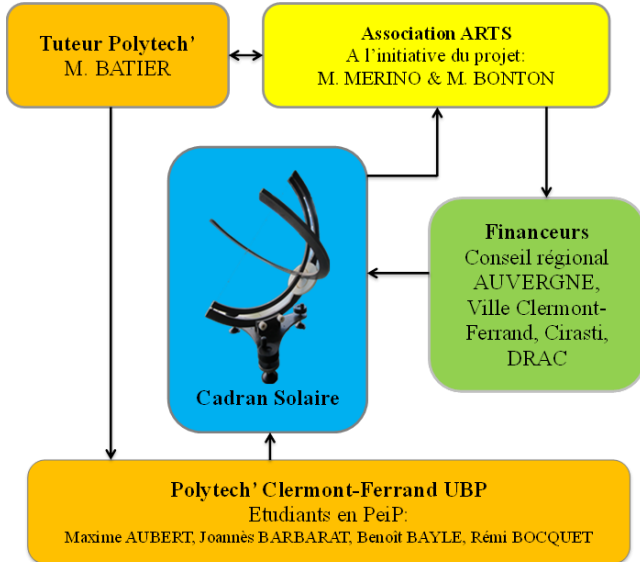 Tuteur Polytech’
M. BATIER
Association ARTS
A l’initiative du projet:
M. MERINO & M. BONTON
Financeurs
Conseil régional
AUVERGNE,
Ville Clermont-
Ferrand, Cirasti,
DRAC
Cadran Solaire
Polytech’ Clermont-Ferrand UBP
Etudiants en PeiP:
Maxime AUBERT, Joannès BARBARAT, Benoit BAYLE, Rémi BOCQUET